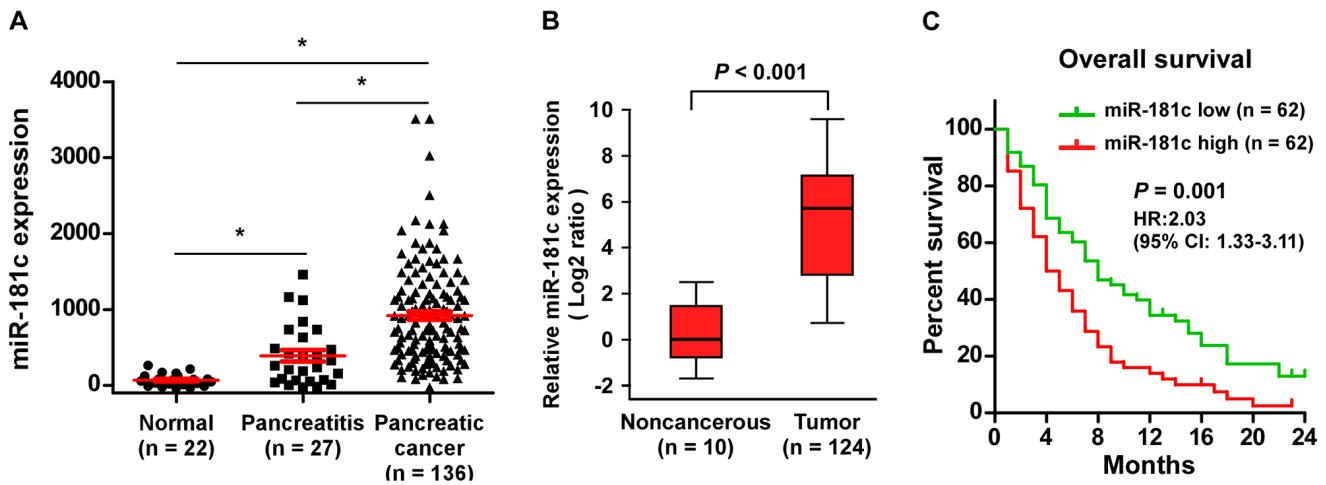 A
*
*
*
miR-181c expression
4000
3000
2000
1000
0
Normal
(n = 22)
Pancreatitis
(n = 27)
Pancreatic
cancer
(n = 136)
B
P < 0.001
Relative miR-181c expression
( Log2 ratio )
10
8
6
4
2
0
-2
Noncancerous
(n = 10)
Tumor
(n = 124)
C
Overall survival
miR-181c low (n = 62)
miR-181c high (n = 62)
P = 0.001
HR:2.03
(95% CI: 1.33-3.11)
Percent survival
100
80
60
40
20
0
0 4 8 12 16 20 24
Months